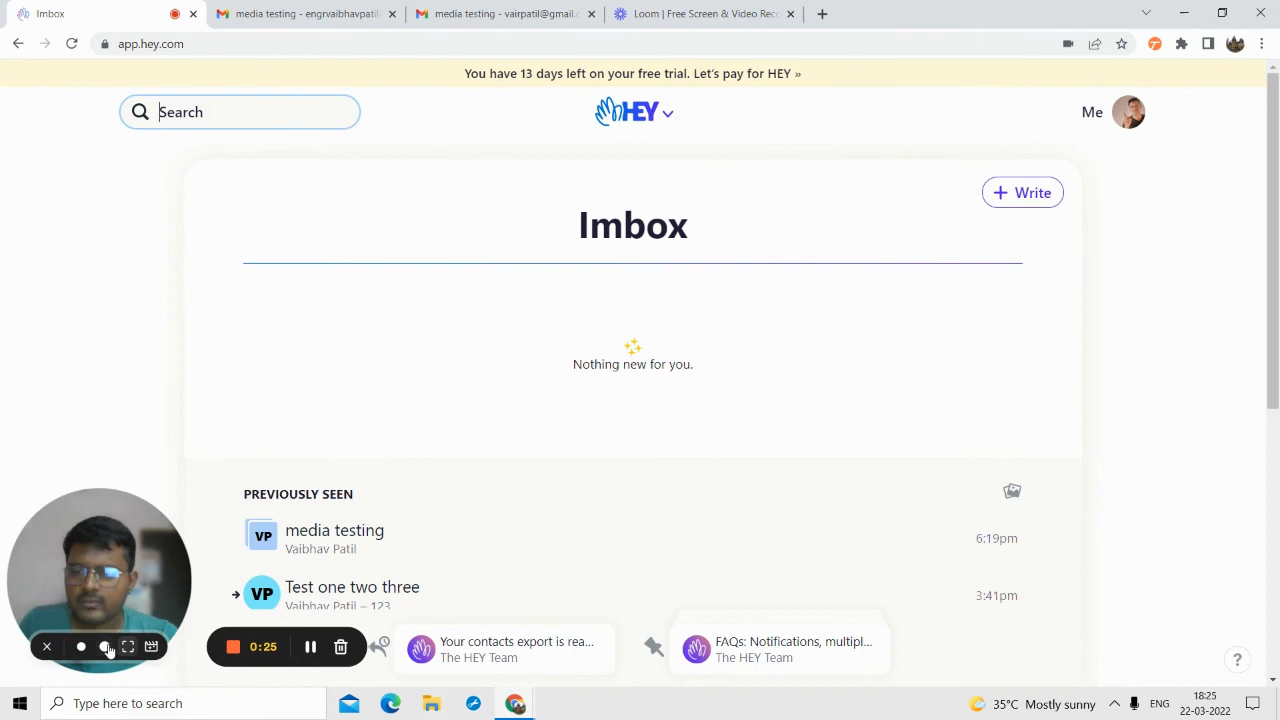 Imbox
media testing - engrvaibhavpatil
media testing - vairpatil@gmail.c
Loom | Free Screen & Video Rec
app.hey.com
You have 13 days left on your free trial. Let's pay for HEY »
Search
HEY
Me
Write
Imbox
Nothing new for you.
PREVIOUSLY SEEN
VP
media testing
Vaibhav Patil
6:19pm
VP
Test one two three
Vaibhav Patil – 123
3:41pm
0:25
Your contacts export is rea...
The HEY Team
FAQs: Notifications, multipl...
The HEY Team
?
Type here to search
35°C Mostly sunny
ENG
18:25
22-03-2022